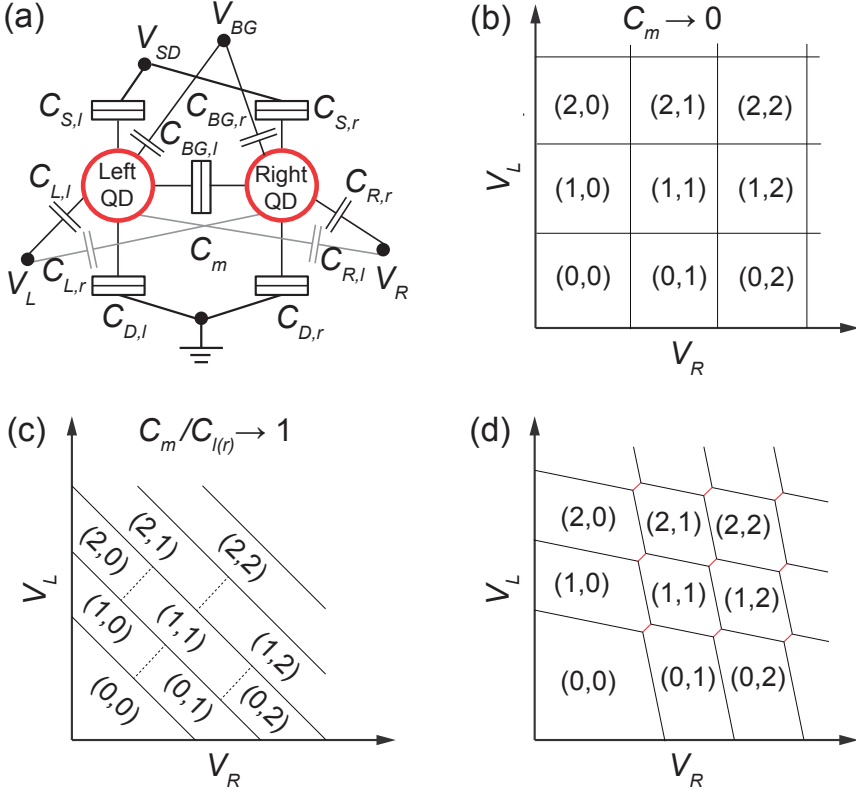 (a)
V_BG
V_SD
C_S,l
C_BG,r
C_S,r
C_BG,l
Left QD
Right QD
C_L,l
C_R,r
C_m
V_L
C_L,r
C_R,l
V_R
C_D,l
C_D,r
(b)
C_m → 0
V_L
(2,0) (2,1) (2,2)
(1,0) (1,1) (1,2)
(0,0) (0,1) (0,2)
V_R
(c)
C_m/C_l(r) → 1
V_L
(2,0) (2,1) (2,2)
(1,0) (1,1) (1,2)
(0,0) (0,1) (0,2)
V_R
(d)
V_L
(2,0) (2,1) (2,2)
(1,0) (1,1) (1,2)
(0,0) (0,1) (0,2)
V_R